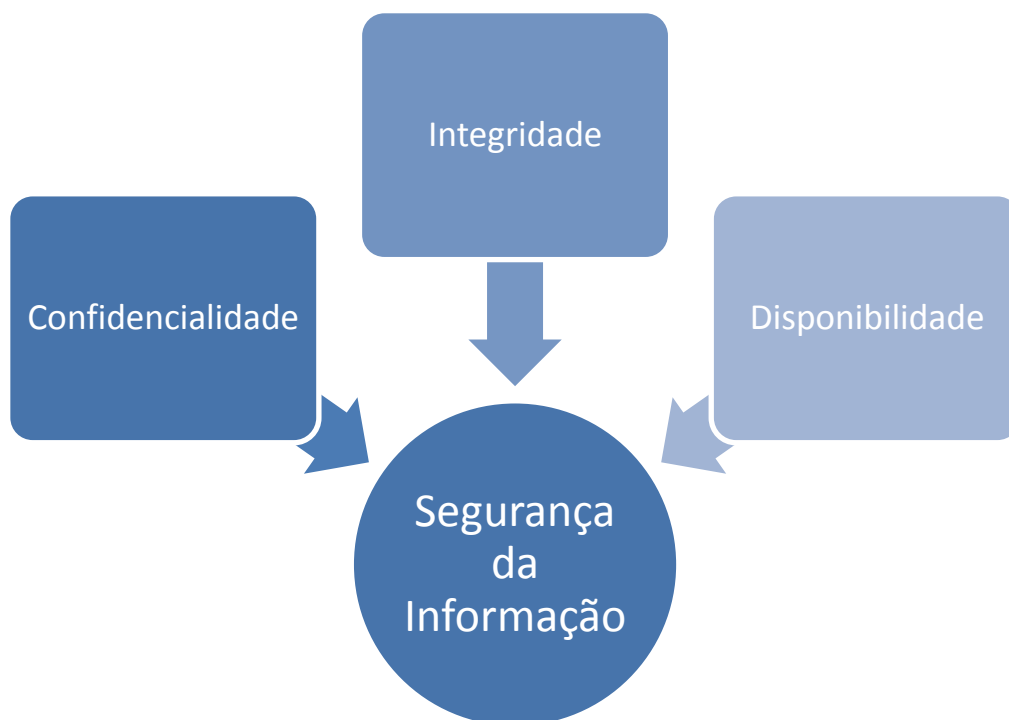 Integridade
Confidencialidade
Disponibilidade
Segurança
da
Informação